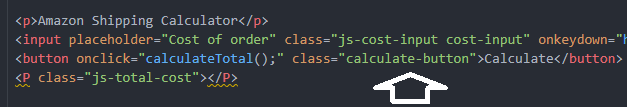 <p>Amazon Shipping Calculator</p>
<input placeholder="Cost of order" class="js-cost-input cost-input" onkeydown="
<button onclick="calculateTotal();" class="calculate-button">Calculate</button>
<P class="js-total-cost"></P>